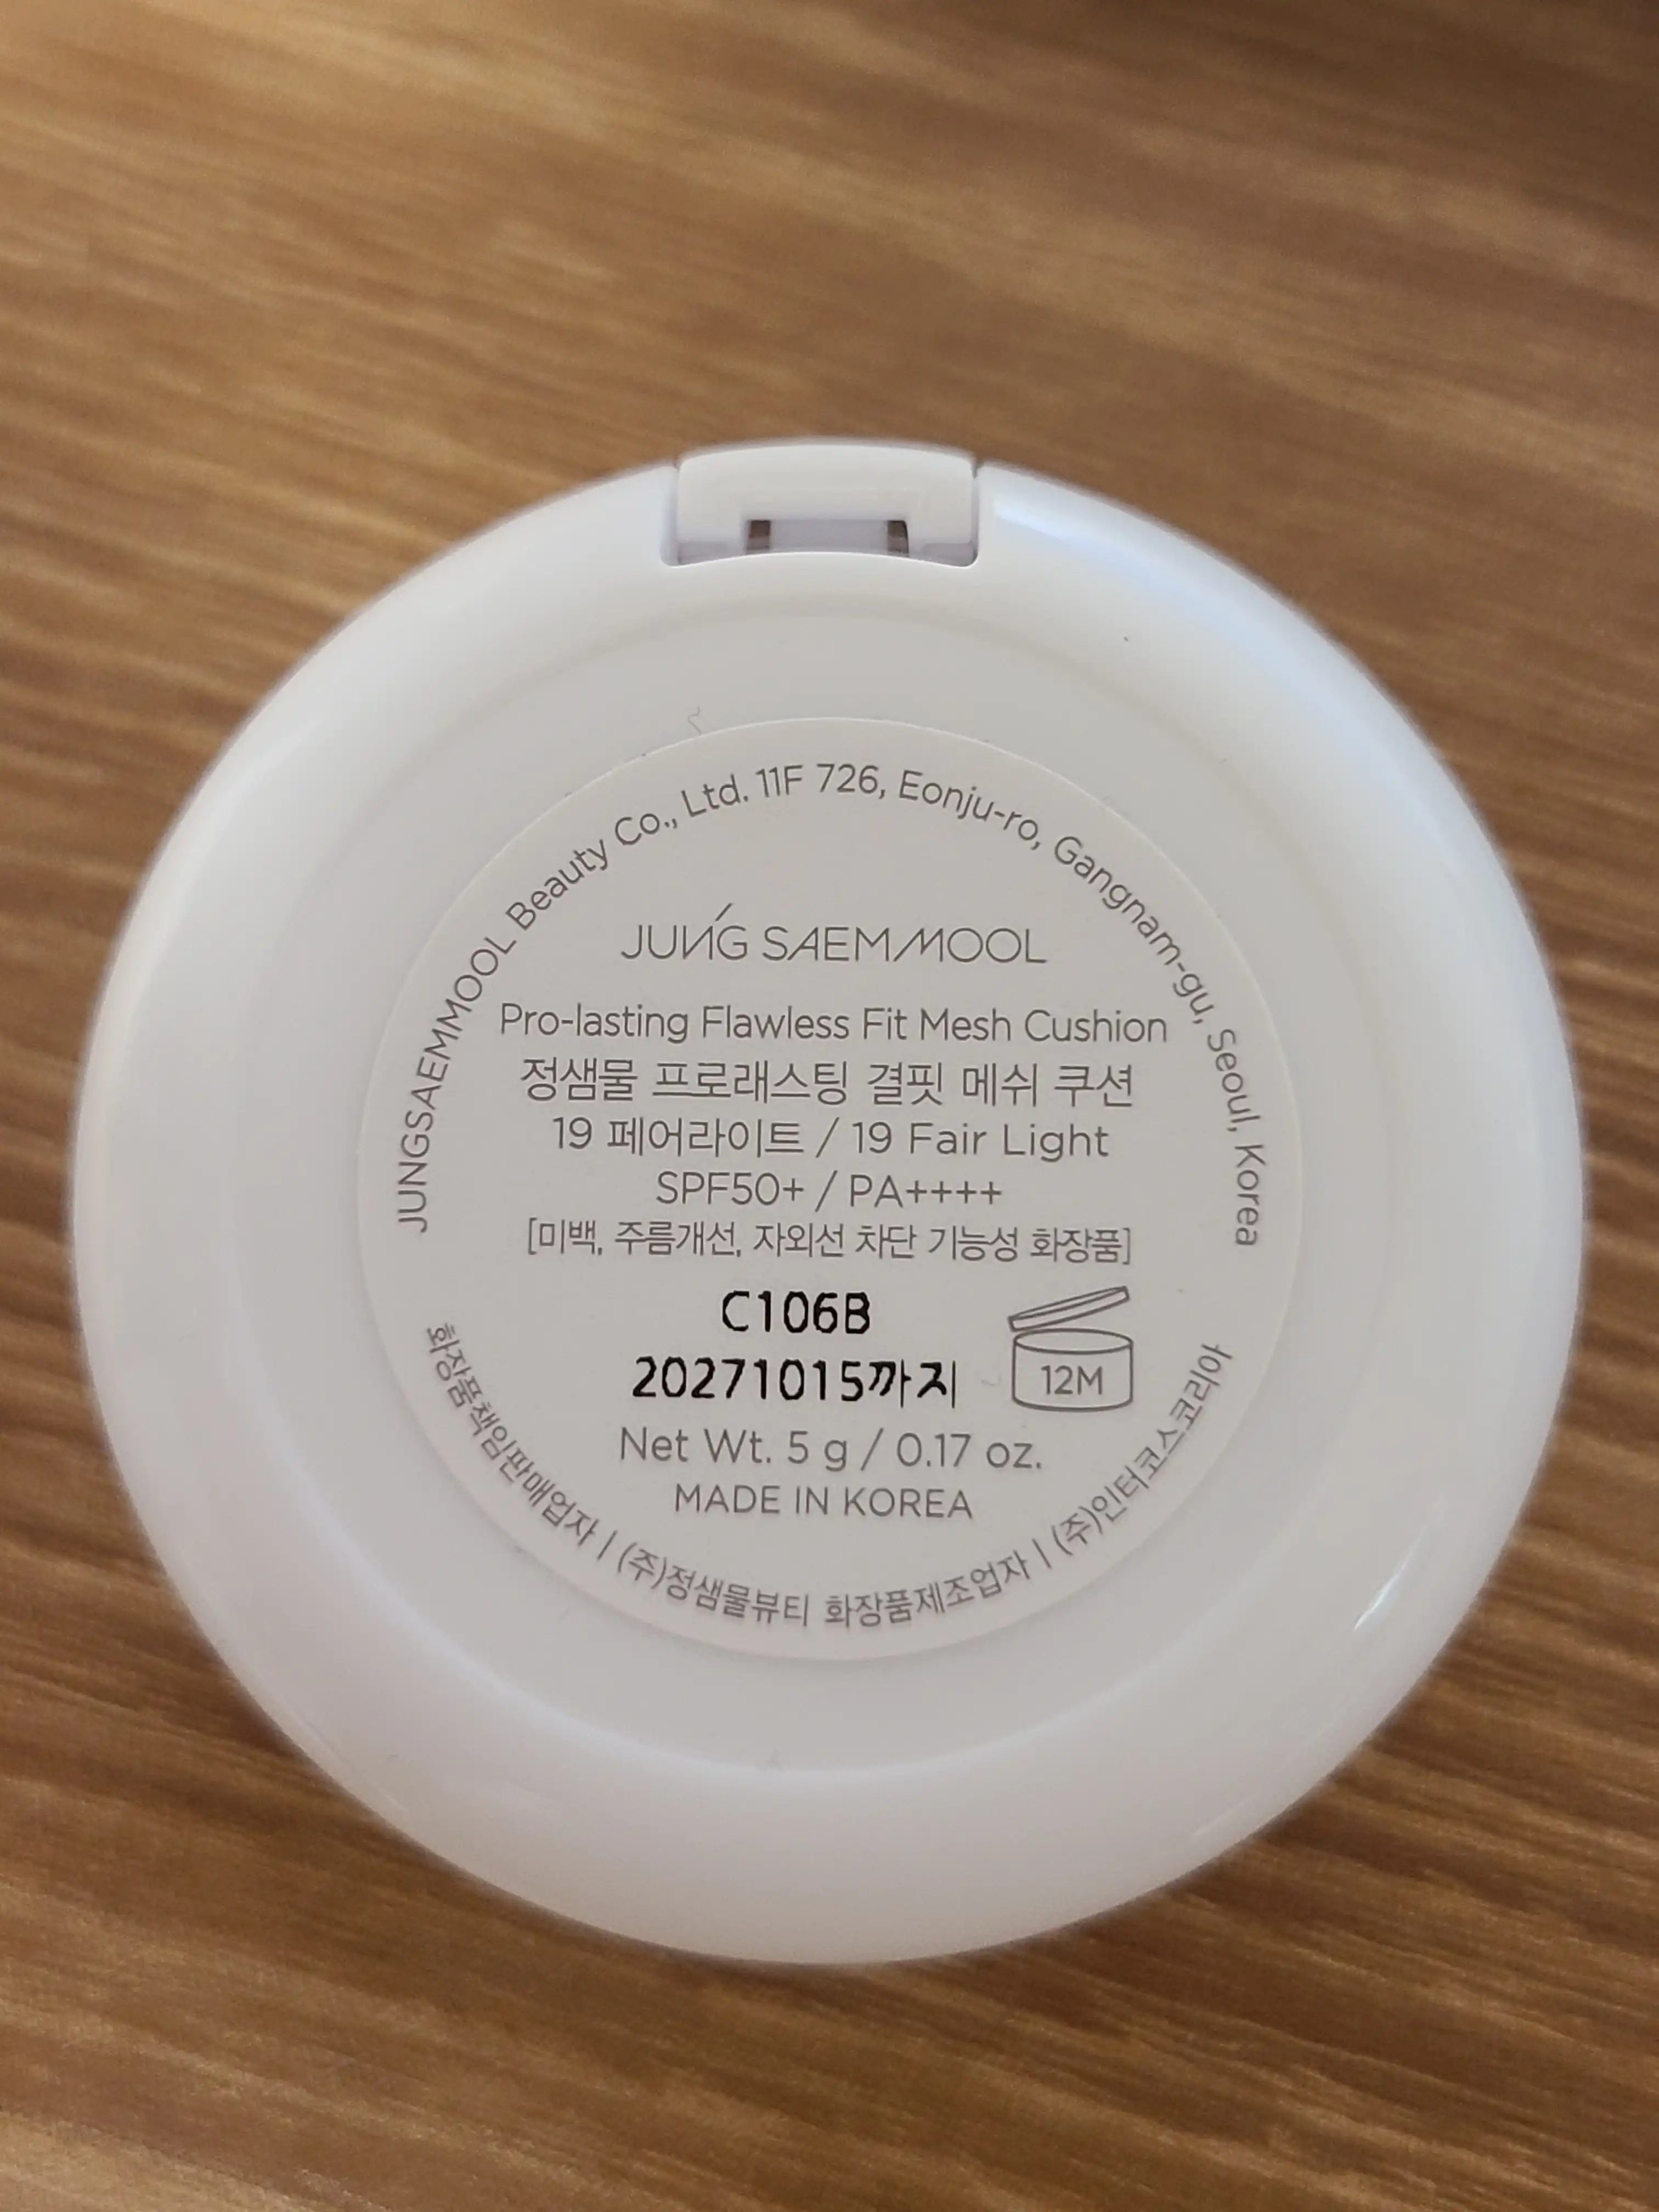 JUNGSAEMMOOL Beauty Co., Ltd. 11F 726, Eonju-ro, Gangnam-gu, Seoul, Korea
JUNG SAEM MOOL
Pro-lasting Flawless Fit Mesh Cushion
정샘물 프로래스팅 결핏 메쉬 쿠션
19 페어라이트 / 19 Fair Light
SPF50+ / PA++++
[미백, 주름개선, 자외선 차단 기능성 화장품]
C106B
20271015까지
12M
Net Wt. 5 g / 0.17 oz.
MADE IN KOREA
화장품책임판매업자 | (주)정샘물뷰티 화장품제조업자 | (주)인터코스코리아